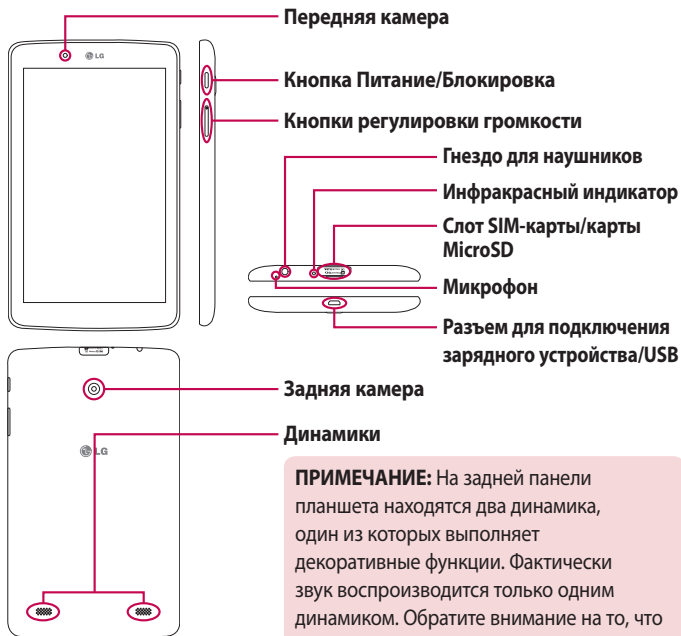 Передняя камера
LG
Кнопка Питание/Блокировка
Кнопки регулировки громкости
Гнездо для наушников
Инфракрасный индикатор
Слот SIM-карты/карты
MicroSD
Микрофон
Разъем для подключения
зарядного устройства/USB
Задняя камера
Динамики
LG
ПРИМЕЧАНИЕ: На задней панели
планшета находятся два динамика,
один из которых выполняет
декоративные функции. Фактически
звук воспроизводится только одним
динамиком. Обратите внимание на то, что